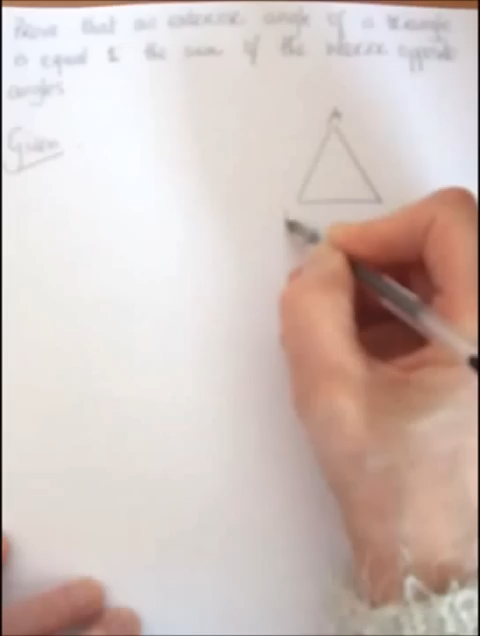 Prove that an exterior angle of a triangle
is equal to the sum of the interior opposite
angles
Given
A